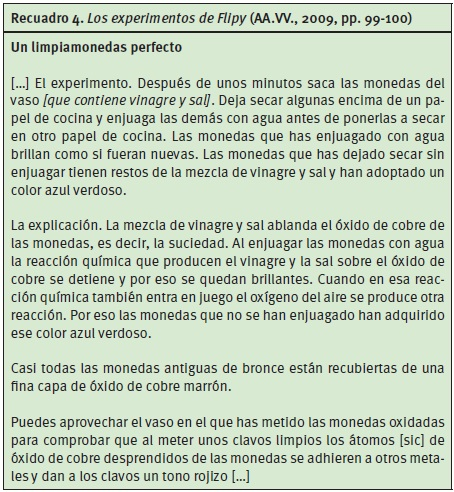 Recuadro 4. Los experimentos de Flipy (AA.VV., 2009, pp. 99-100)
Un limpiamonedas perfecto
[…] El experimento. Después de unos minutos saca las monedas del
vaso [que contiene vinagre y sal]. Deja secar algunas encima de un pa-
pel de cocina y enjuaga las demás con agua antes de ponerlas a secar
en otro papel de cocina. Las monedas que has enjuagado con agua
brillan como si fueran nuevas. Las monedas que has dejado secar sin
enjuagar tienen restos de la mezcla de vinagre y sal y han adoptado un
color azul verdoso.
La explicación. La mezcla de vinagre y sal ablanda el óxido de cobre de
las monedas, es decir, la suciedad. Al enjuagar las monedas con agua
la reacción química que producen el vinagre y la sal sobre el óxido de
cobre se detiene y por eso se quedan brillantes. Cuando en esa reac-
ción química también entra en juego el oxígeno del aire se produce otra
reacción. Por eso las monedas que no se han enjuagado han adquirido
ese color azul verdoso.
Casi todas las monedas antiguas de bronce están recubiertas de una
fina capa de óxido de cobre marrón.
Puedes aprovechar el vaso en el que has metido las monedas oxidadas
para comprobar que al meter unos clavos limpios los átomos [sic] de
óxido de cobre desprendidos de las monedas se adhieren a otros meta-
les y dan a los clavos un tono rojizo […]